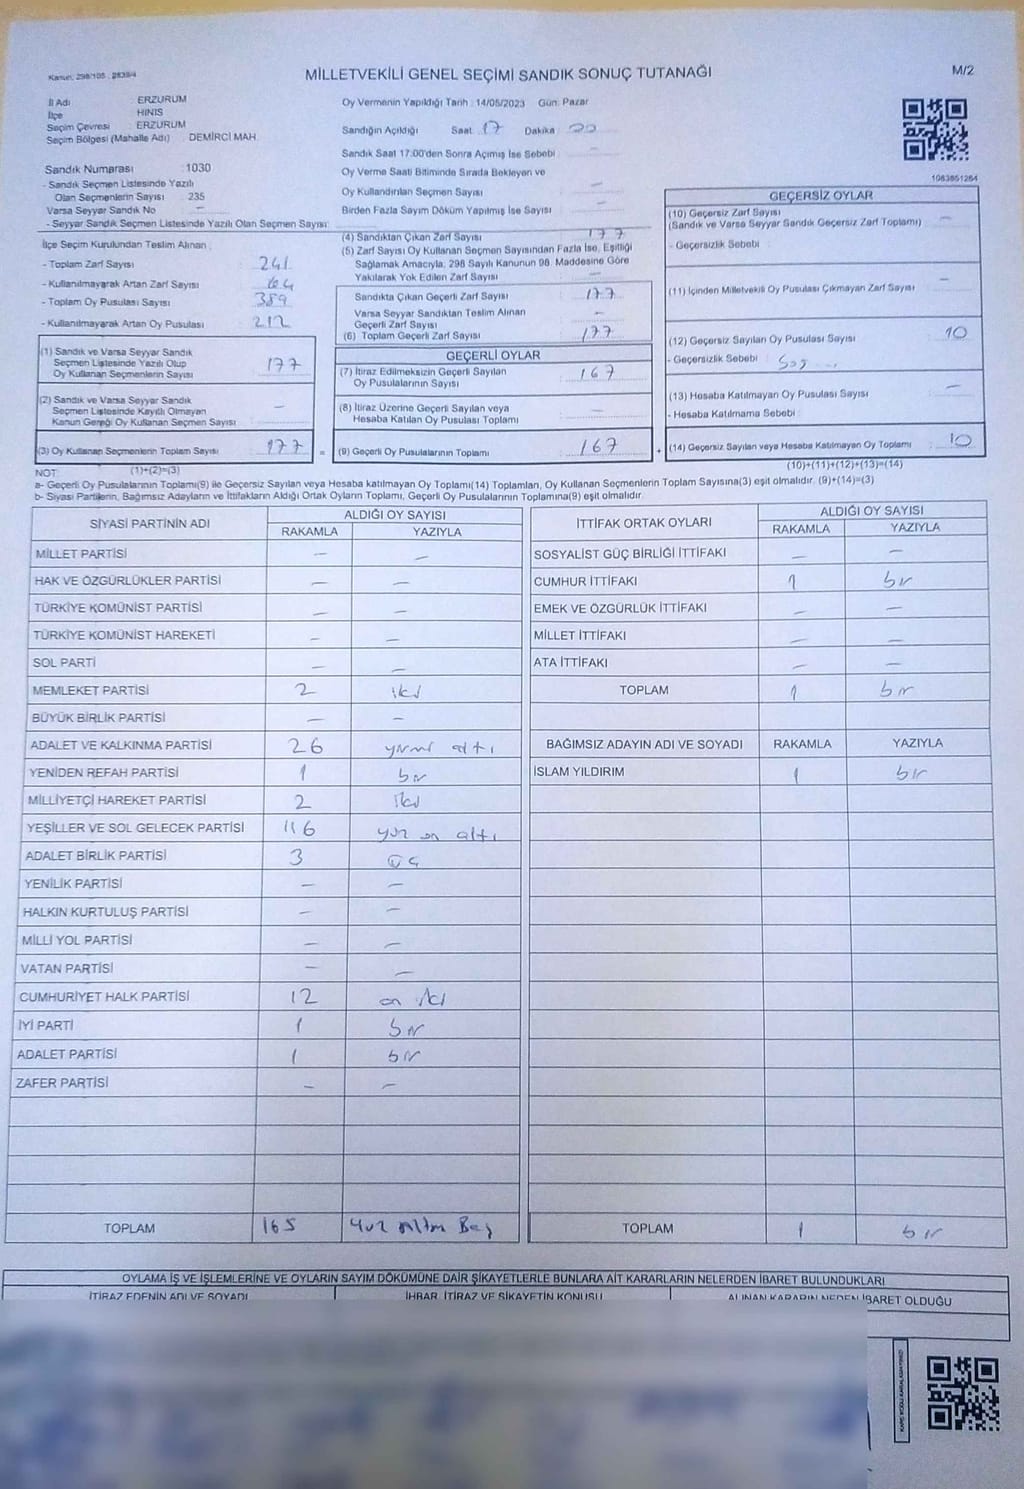 Kanun: 298/105 , 2839/4
MİLLETVEKİLİ GENEL SEÇİMİ SANDIK SONUÇ TUTANAĞI
M/2
İl Adı : ERZURUM
İlçe : HINIS
Seçim Çevresi : ERZURUM
Seçim Bölgesi (Mahalle Adı) : DEMİRCİ MAH.
Sandık Numarası : 1030
- Sandık Seçmen Listesinde Yazılı
Olan Seçmenlerin Sayısı : 235
Varsa Seyyar Sandık No : –
- Seyyar Sandık Seçmen Listesinde Yazılı Olan Seçmen Sayısı:
İlçe Seçim Kurulundan Teslim Alınan :
- Toplam Zarf Sayısı : 241
- Kullanılmayarak Artan Zarf Sayısı : 64
- Toplam Oy Pusulası Sayısı : 389
- Kullanılmayarak Artan Oy Pusulası : 212
(1) Sandık ve Varsa Seyyar Sandık
Seçmen Listesinde Yazılı Olup
Oy Kullanan Seçmenlerin Sayısı : 177
(2) Sandık ve Varsa Seyyar Sandık
Seçmen Listesinde Kayıtlı Olmayan
Kanun Gereği Oy Kullanan Seçmen Sayısı : –
(3) Oy Kullanan Seçmenlerin Toplam Sayısı : 177 =
Oy Vermenin Yapıldığı Tarih : 14/05/2023 Gün: Pazar
Sandığın Açıldığı Saat: 17 Dakika: 00
Sandık Saat 17:00'den Sonra Açımış İse Sebebi : –
Oy Verme Saati Bitiminde Sırada Bekleyen ve
Oy Kullandırılan Seçmen Sayısı : –
Birden Fazla Sayım Döküm Yapılmış İse Sayısı : –
(4) Sandıktan Çıkan Zarf Sayısı : 177
(5) Zarf Sayısı Oy Kullanan Seçmen Sayısından Fazla İse, Eşitliği
Sağlamak Amacıyla, 298 Sayılı Kanunun 98. Maddesine Göre
Yakılarak Yok Edilen Zarf Sayısı : –
Sandıkta Çıkan Geçerli Zarf Sayısı : 177
Varsa Seyyar Sandıktan Teslim Alınan
Geçerli Zarf Sayısı : –
(6) Toplam Geçerli Zarf Sayısı : 177
GEÇERLİ OYLAR
(7) İtiraz Edilmeksizin Geçerli Sayılan
Oy Pusulalarının Sayısı : 167
(8) İtiraz Üzerine Geçerli Sayılan veya
Hesaba Katılan Oy Pusulası Toplamı : –
(9) Geçerli Oy Pusulalarının Toplamı : 167 +
1083851284
GEÇERSİZ OYLAR
(10) Geçersiz Zarf Sayısı
(Sandık ve Varsa Seyyar Sandık Geçersiz Zarf Toplamı) : –
- Geçersizlik Sebebi :
(11) İçinden Milletvekili Oy Pusulası Çıkmayan Zarf Sayısı : –
(12) Geçersiz Sayılan Oy Pusulası Sayısı : 10
- Geçersizlik Sebebi :
(13) Hesaba Katılmayan Oy Pusulası Sayısı : –
- Hesaba Katılmama Sebebi :
(14) Geçersiz Sayılan veya Hesaba Katılmayan Oy Toplamı : 10
NOT: (1)+(2)=(3)
(10)+(11)+(12)+(13)=(14)
a- Geçerli Oy Pusulalarının Toplamı(9) ile Geçersiz Sayılan veya Hesaba katılmayan Oy Toplamı(14) Toplamları, Oy Kullanan Seçmenlerin Toplam Sayısına(3) eşit olmalıdır. (9)+(14)=(3)
b- Siyasi Partilerin, Bağımsız Adayların ve İttifakların Aldığı Ortak Oyların Toplamı, Geçerli Oy Pusulalarının Toplamına(9) eşit olmalıdır.
SİYASİ PARTİNİN ADI ALDIĞI OY SAYISI
RAKAMLA YAZIYLA
MİLLET PARTİSİ – –
HAK VE ÖZGÜRLÜKLER PARTİSİ – –
TÜRKİYE KOMÜNİST PARTİSİ – –
TÜRKİYE KOMÜNİST HAREKETİ – –
SOL PARTİ – –
MEMLEKET PARTİSİ 2 iki
BÜYÜK BİRLİK PARTİSİ – –
ADALET VE KALKINMA PARTİSİ 26 yirmi altı
YENİDEN REFAH PARTİSİ 1 bir
MİLLİYETÇİ HAREKET PARTİSİ 2 iki
YEŞİLLER VE SOL GELECEK PARTİSİ 116 yüz on altı
ADALET BİRLİK PARTİSİ 3 üç
YENİLİK PARTİSİ – –
HALKIN KURTULUŞ PARTİSİ – –
MİLLİ YOL PARTİSİ – –
VATAN PARTİSİ – –
CUMHURİYET HALK PARTİSİ 12 on iki
İYİ PARTİ 1 bir
ADALET PARTİSİ 1 bir
ZAFER PARTİSİ – –
TOPLAM 165 yüz altmı Beş
İTTİFAK ORTAK OYLARI ALDIĞI OY SAYISI
RAKAMLA YAZIYLA
SOSYALİST GÜÇ BİRLİĞİ İTTİFAKI – –
CUMHUR İTTİFAKI 1 bir
EMEK VE ÖZGÜRLÜK İTTİFAKI – –
MİLLET İTTİFAKI – –
ATA İTTİFAKI – –
TOPLAM 1 bir
BAĞIMSIZ ADAYIN ADI VE SOYADI RAKAMLA YAZIYLA
İSLAM YILDIRIM 1 bir
TOPLAM 1 bir
OYLAMA İŞ VE İŞLEMLERİNE VE OYLARIN SAYIM DÖKÜMÜNE DAİR ŞİKAYETLERLE BUNLARA AİT KARARLARIN NELERDEN İBARET BULUNDUKLARI
İTİRAZ EDENİN ADI VE SOYADI İHBAR, İTİRAZ VE ŞİKAYETİN KONUSU ALINAN KARARIN NEDEN İBARET OLDUĞU